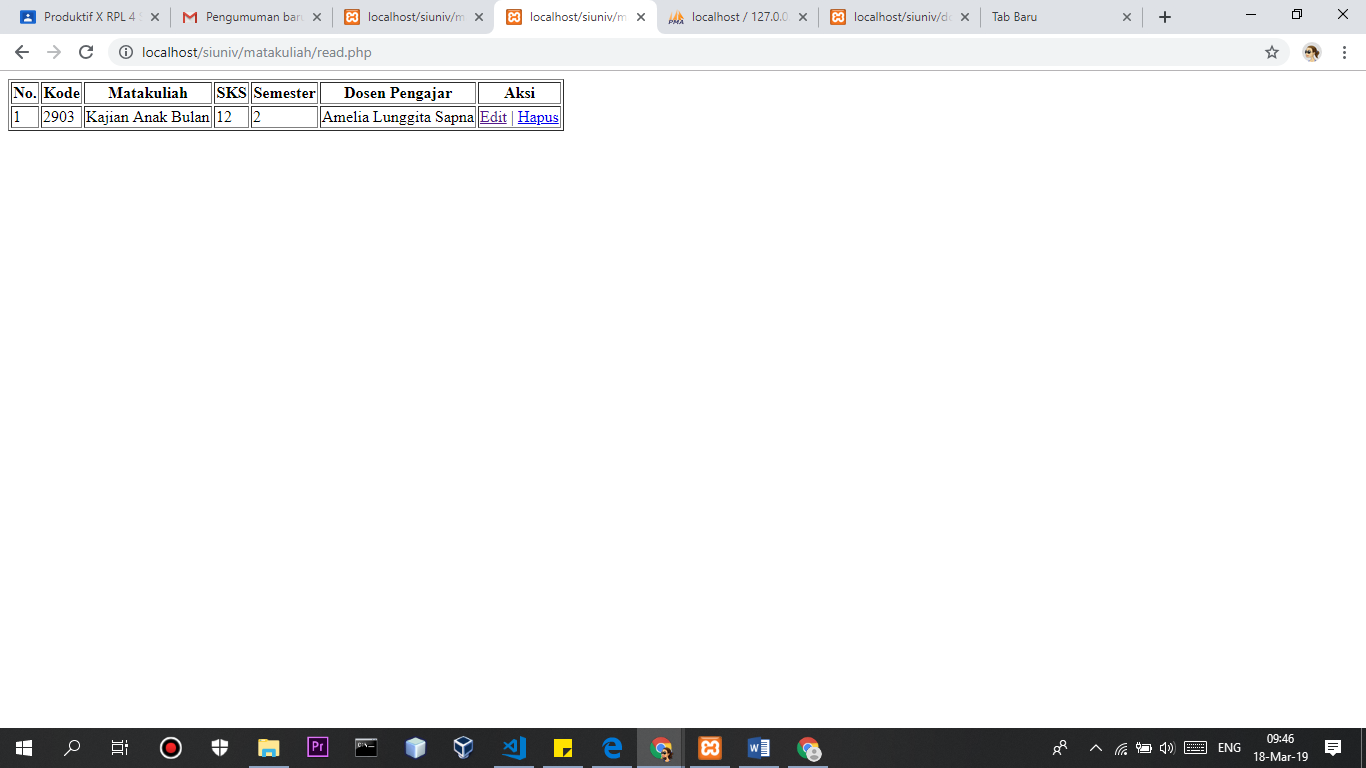 Produktif X RPL 4
Pengumuman baru
localhost/siuniv/m
localhost/siuniv/m
localhost / 127.0.0
localhost/siuniv/do
Tab Baru
localhost/siuniv/matakuliah/read.php
No. Kode Matakuliah SKS Semester Dosen Pengajar Aksi
1 2903 Kajian Anak Bulan 12 2 Amelia Lunggita Sapna Edit | Hapus
ENG
09:46
18-Mar-19